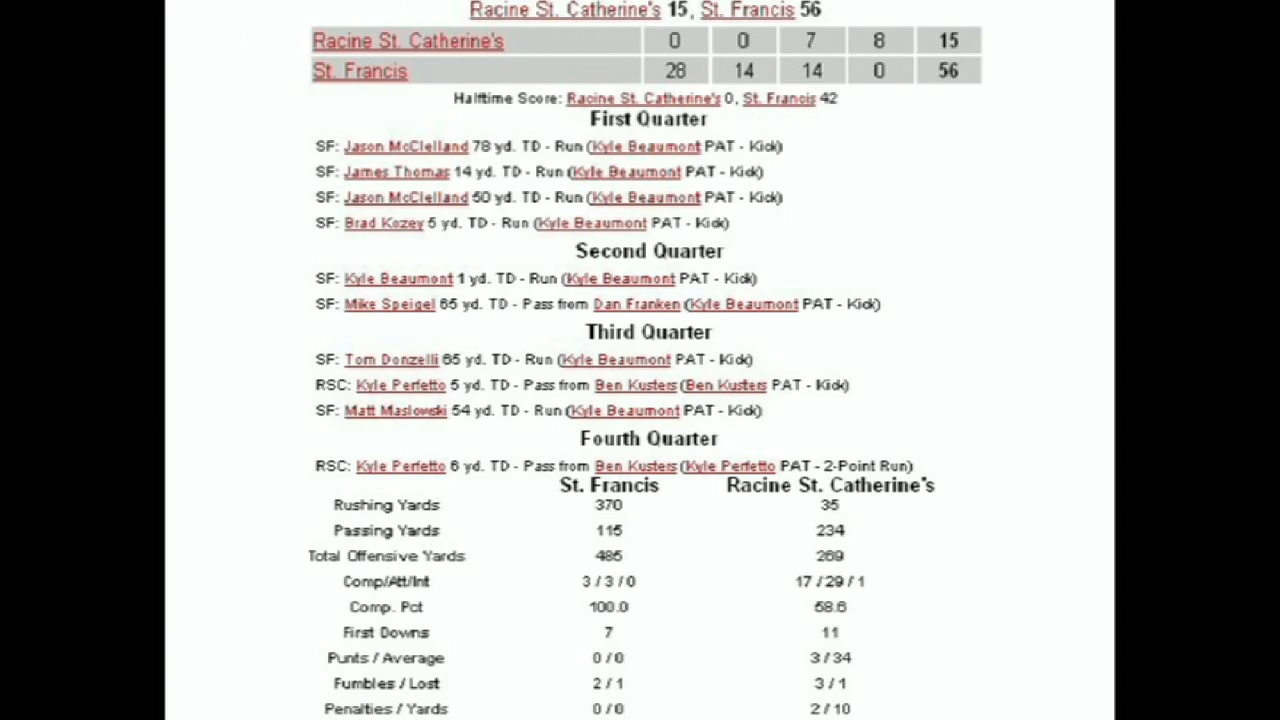 Racine St. Catherine's 15, St. Francis 56
Racine St. Catherine's 0 0 7 8 15
St. Francis 28 14 14 0 56
Halftime Score: Racine St. Catherine's 0, St. Francis 42
First Quarter
SF: Jason McClelland 78 yd. TD - Run (Kyle Beaumont PAT - Kick)
SF: James Thomas 14 yd. TD - Run (Kyle Beaumont PAT - Kick)
SF: Jason McClelland 50 yd. TD - Run (Kyle Beaumont PAT - Kick)
SF: Brad Kozey 5 yd. TD - Run (Kyle Beaumont PAT - Kick)
Second Quarter
SF: Kyle Beaumont 1 yd. TD - Run (Kyle Beaumont PAT - Kick)
SF: Mike Speigel 65 yd. TD - Pass from Dan Franken (Kyle Beaumont PAT - Kick)
Third Quarter
SF: Tom Donzelli 65 yd. TD - Run (Kyle Beaumont PAT - Kick)
RSC: Kyle Perfetto 5 yd. TD - Pass from Ben Kusters (Ben Kusters PAT - Kick)
SF: Matt Maslowski 54 yd. TD - Run (Kyle Beaumont PAT - Kick)
Fourth Quarter
RSC: Kyle Perfetto 6 yd. TD - Pass from Ben Kusters (Kyle Perfetto PAT - 2-Point Run)
St. Francis Racine St. Catherine's
Rushing Yards 370 35
Passing Yards 115 234
Total Offensive Yards 485 269
Comp/Att/Int 3 / 3 / 0 17 / 29 / 1
Comp. Pct 100.0 58.6
First Downs 7 11
Punts / Average 0 / 0 3 / 34
Fumbles / Lost 2 / 1 3 / 1
Penalties / Yards 0 / 0 2 / 10